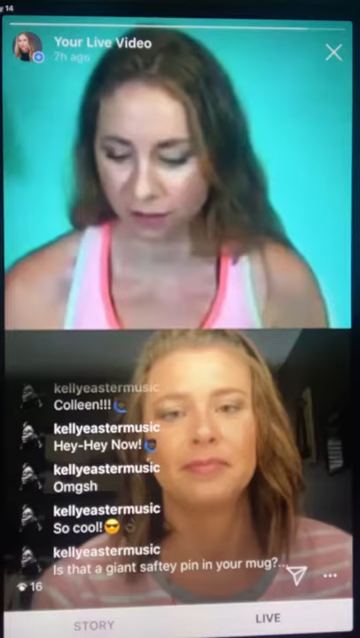 y 14
Your Live Video
7h ago
kellyeastermusic
Colleen!!!
kellyeastermusic
Hey-Hey Now!
kellyeastermusic
Omgsh
kellyeastermusic
So cool!😎👌🏿
kellyeastermusic
Is that a giant saftey pin in your mug?...
16
STORY
LIVE